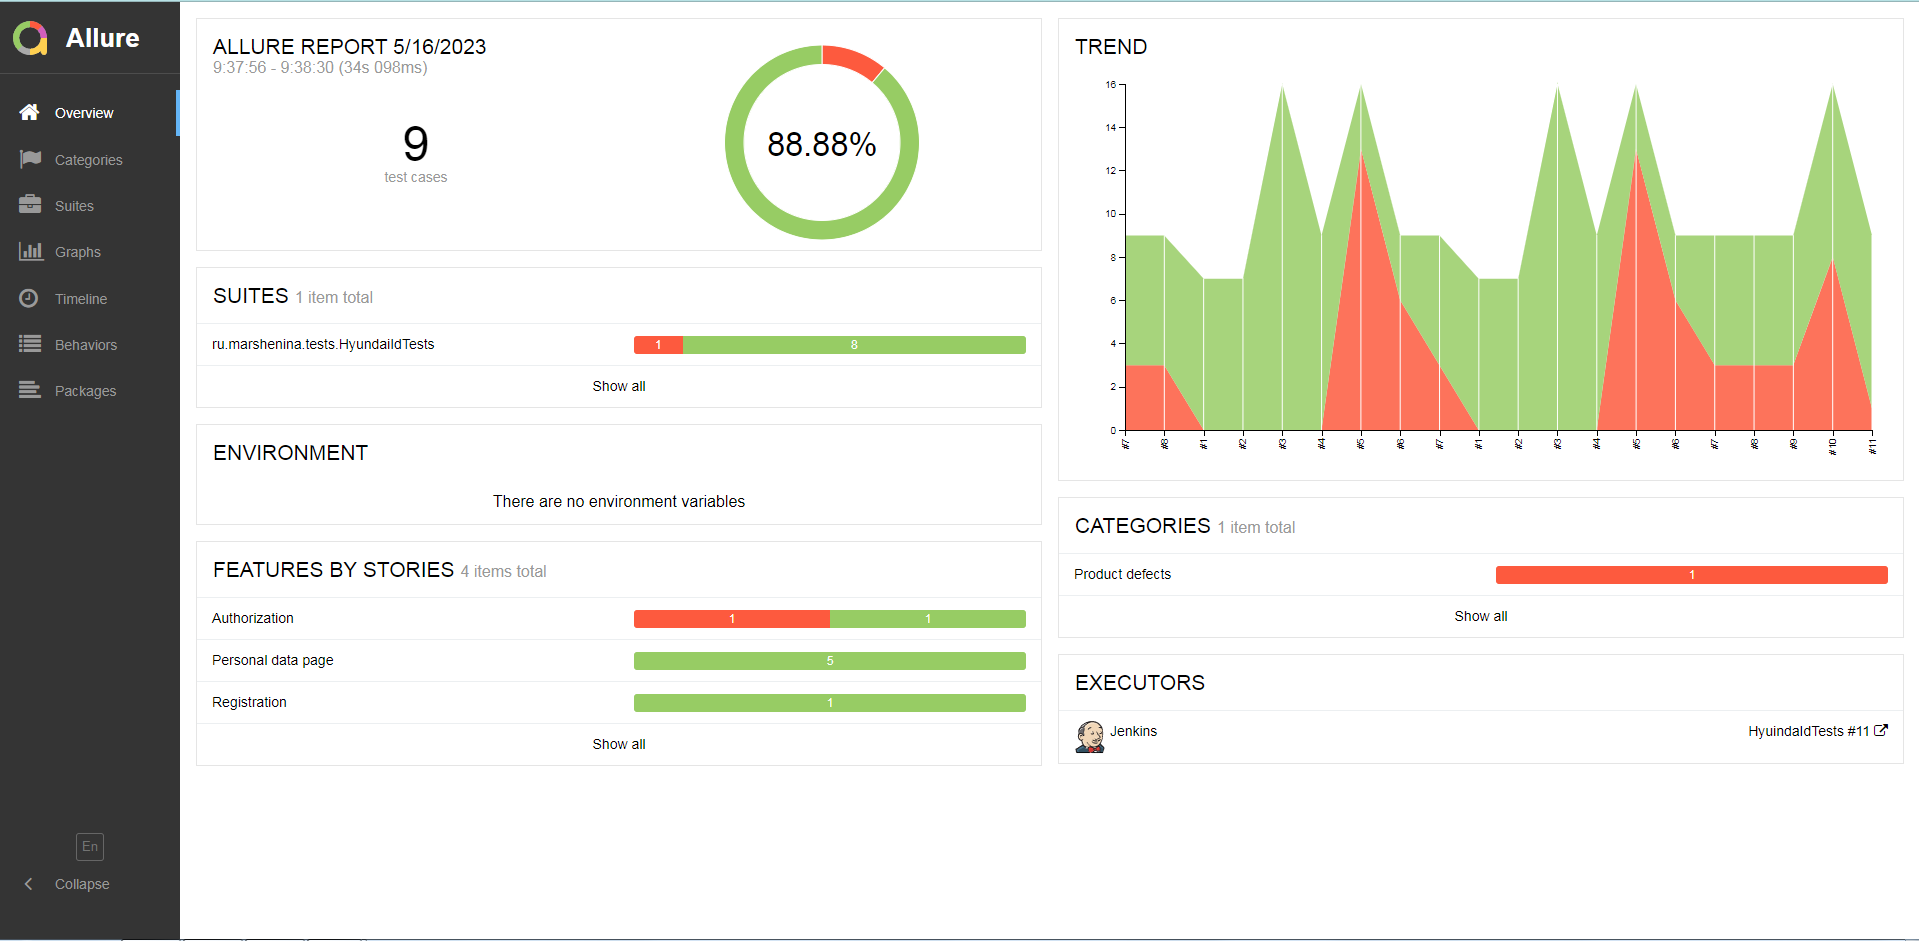 Allure
Overview
Categories
Suites
Graphs
Timeline
Behaviors
Packages
En
Collapse
ALLURE REPORT 5/16/2023
9:37:56 - 9:38:30 (34s 098ms)
9
test cases
88.88%
SUITES 1 item total
ru.marshenina.tests.HyundaiIdTests
1 8
Show all
ENVIRONMENT
There are no environment variables
FEATURES BY STORIES 4 items total
Authorization
1 1
Personal data page
5
Registration
1
Show all
TREND
16
14
12
10
8
6
4
2
0
#7 #8 #1 #2 #3 #4 #5 #6 #7 #1 #2 #3 #4 #5 #6 #7 #8 #9 #10 #11
CATEGORIES 1 item total
Product defects
1
Show all
EXECUTORS
Jenkins
HyuindaIdTests #11